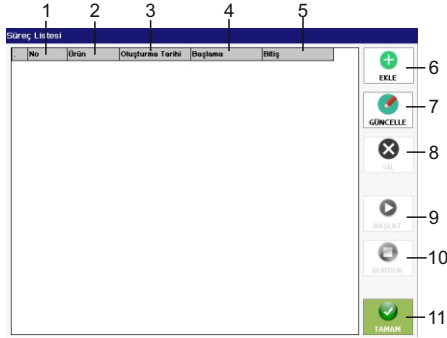 1 2 3 4 5
Süreç Listesi
. No Ürün Oluşturma Tarihi Başlama Bitiş
EKLE 6
GÜNCELLE 7
SİL 8
BAŞLAT 9
DURDUR 10
TAMAM 11